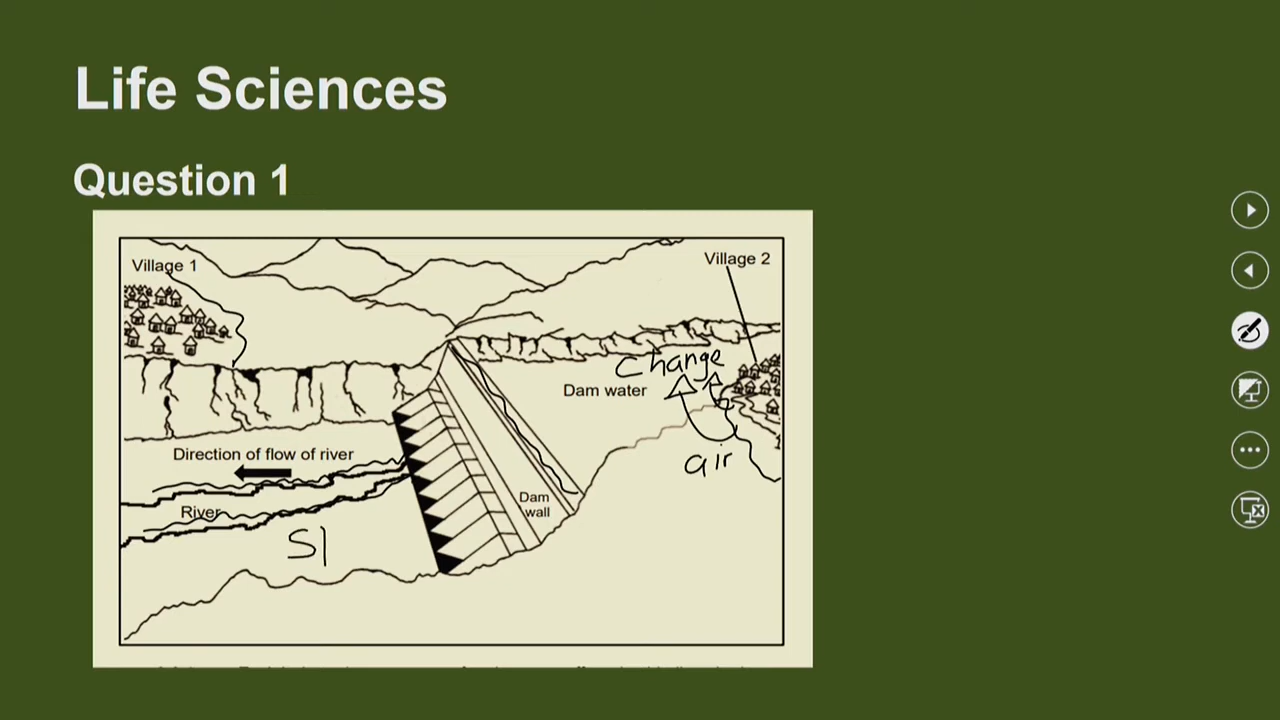 Life Sciences
Question 1
Village 1
Village 2
Change
Dam water
Direction of flow of river
air
Dam
wall
River
Sl